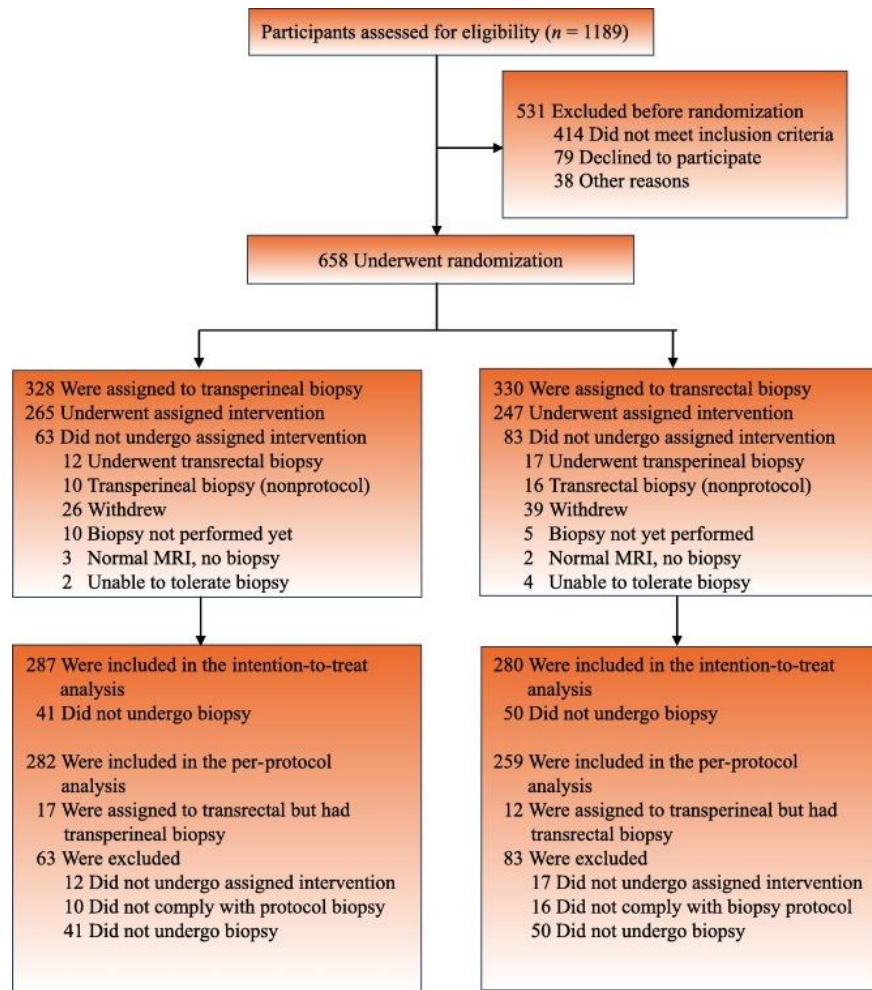 Participants assessed for eligibility (n = 1189)
531 Excluded before randomization
414 Did not meet inclusion criteria
79 Declined to participate
38 Other reasons
658 Underwent randomization
328 Were assigned to transperineal biopsy
265 Underwent assigned intervention
63 Did not undergo assigned intervention
12 Underwent transrectal biopsy
10 Transperineal biopsy (nonprotocol)
26 Withdrew
10 Biopsy not performed yet
3 Normal MRI, no biopsy
2 Unable to tolerate biopsy
330 Were assigned to transrectal biopsy
247 Underwent assigned intervention
83 Did not undergo assigned intervention
17 Underwent transperineal biopsy
16 Transrectal biopsy (nonprotocol)
39 Withdrew
5 Biopsy not yet performed
2 Normal MRI, no biopsy
4 Unable to tolerate biopsy
287 Were included in the intention-to-treat
analysis
41 Did not undergo biopsy
282 Were included in the per-protocol
analysis
17 Were assigned to transrectal but had
transperineal biopsy
63 Were excluded
12 Did not undergo assigned intervention
10 Did not comply with protocol biopsy
41 Did not undergo biopsy
280 Were included in the intention-to-treat
analysis
50 Did not undergo biopsy
259 Were included in the per-protocol
analysis
12 Were assigned to transperineal but had
transrectal biopsy
83 Were excluded
17 Did not undergo assigned intervention
16 Did not comply with biopsy protocol
50 Did not undergo biopsy